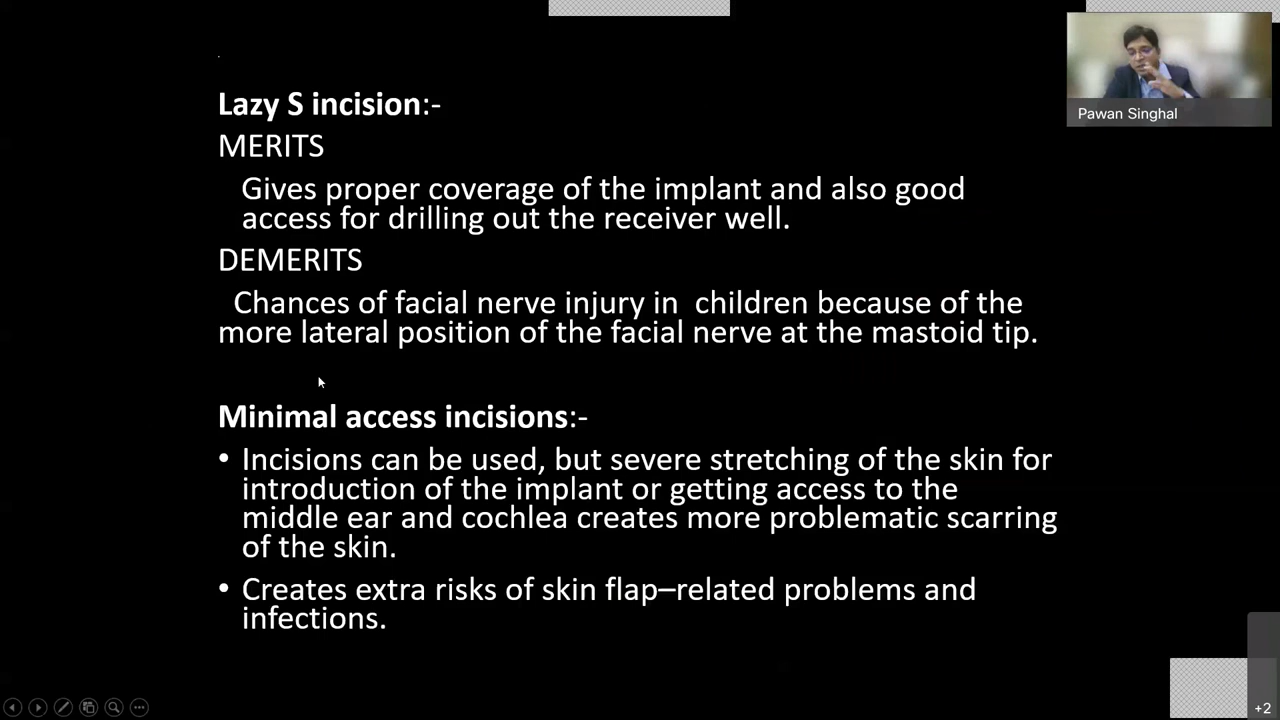 Lazy S incision:-
MERITS
Gives proper coverage of the implant and also good
access for drilling out the receiver well.
DEMERITS
Chances of facial nerve injury in  children because of the
more lateral position of the facial nerve at the mastoid tip.
Minimal access incisions:-
• Incisions can be used, but severe stretching of the skin for
introduction of the implant or getting access to the
middle ear and cochlea creates more problematic scarring
of the skin.
• Creates extra risks of skin flap–related problems and
infections.
Pawan Singhal
+2